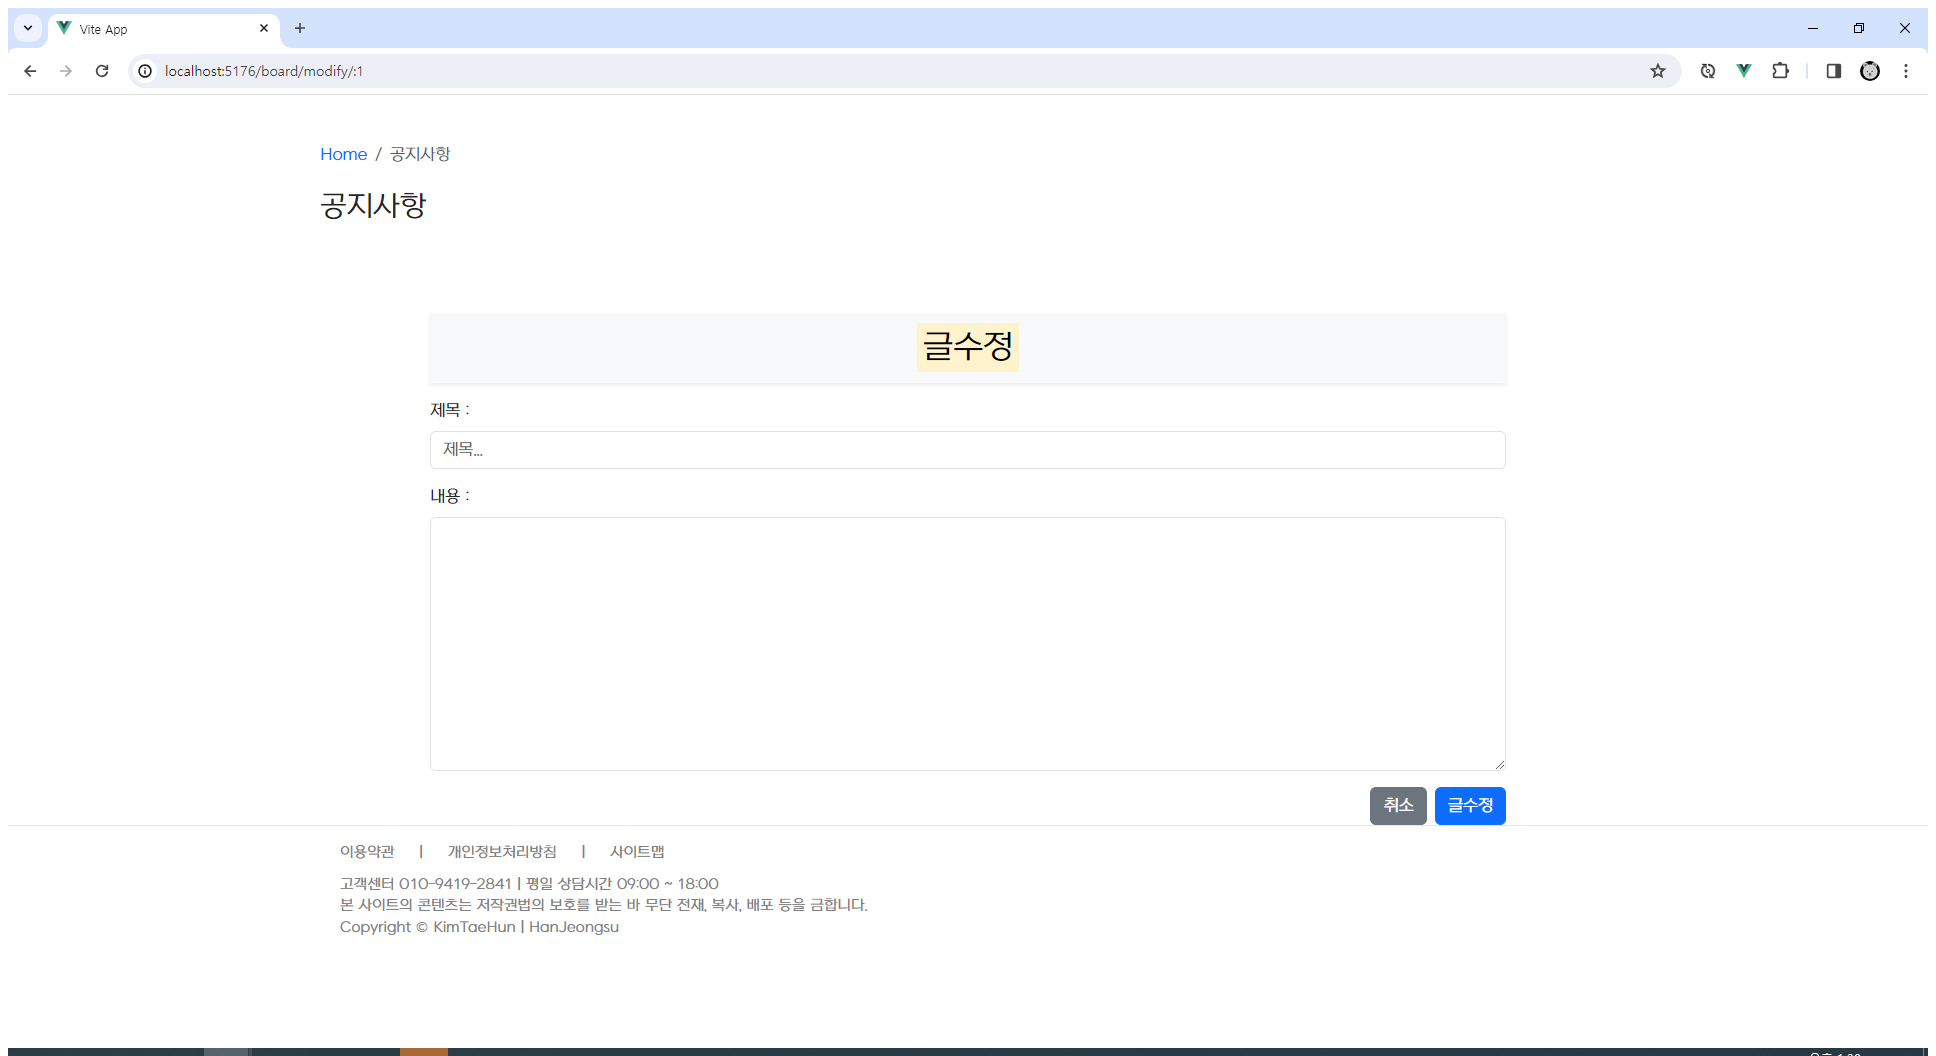 Vite App
localhost:5176/board/modify/:1
Home / 공지사항
공지사항
글수정
제목 :
제목...
내용 :
취소 글수정
이용약관 | 개인정보처리방침 | 사이트맵
고객센터 010-9419-2841 | 평일 상담시간 09:00 ~ 18:00
본 사이트의 콘텐츠는 저작권법의 보호를 받는 바 무단 전재, 복사, 배포 등을 금합니다.
Copyright © KimTaeHun | HanJeongsu